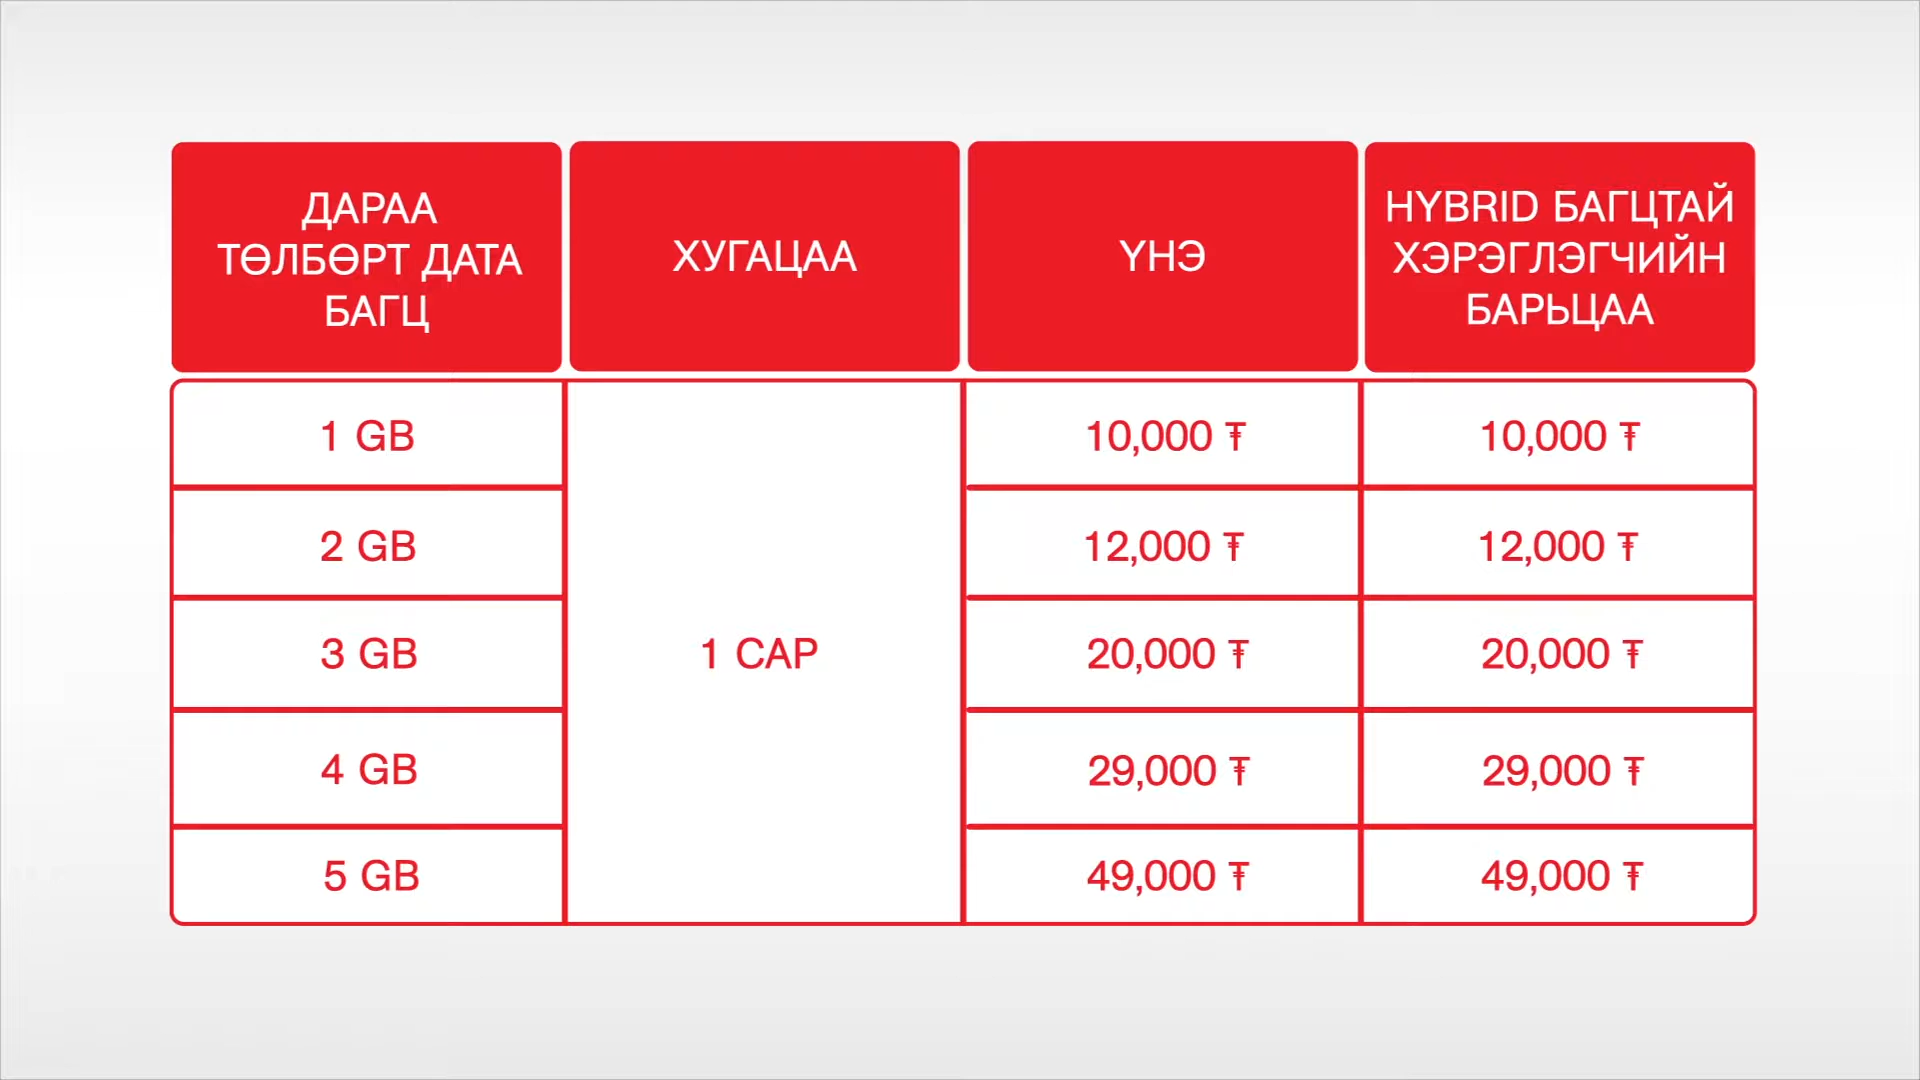 ДАРАА
ТӨЛБӨРТ ДАТА
БАГЦ
ХУГАЦАА
ҮНЭ
HYBRID БАГЦТАЙ
ХЭРЭГЛЭГЧИЙН
БАРЬЦАА
1 GB
1 САР
10,000 ₮
10,000 ₮
2 GB
12,000 ₮
12,000 ₮
3 GB
20,000 ₮
20,000 ₮
4 GB
29,000 ₮
29,000 ₮
5 GB
49,000 ₮
49,000 ₮